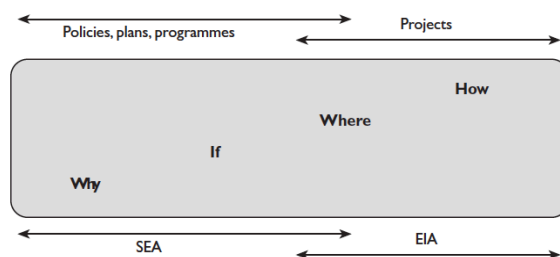 Policies, plans, programmes
Projects
How
Where
If
Why
SEA
EIA